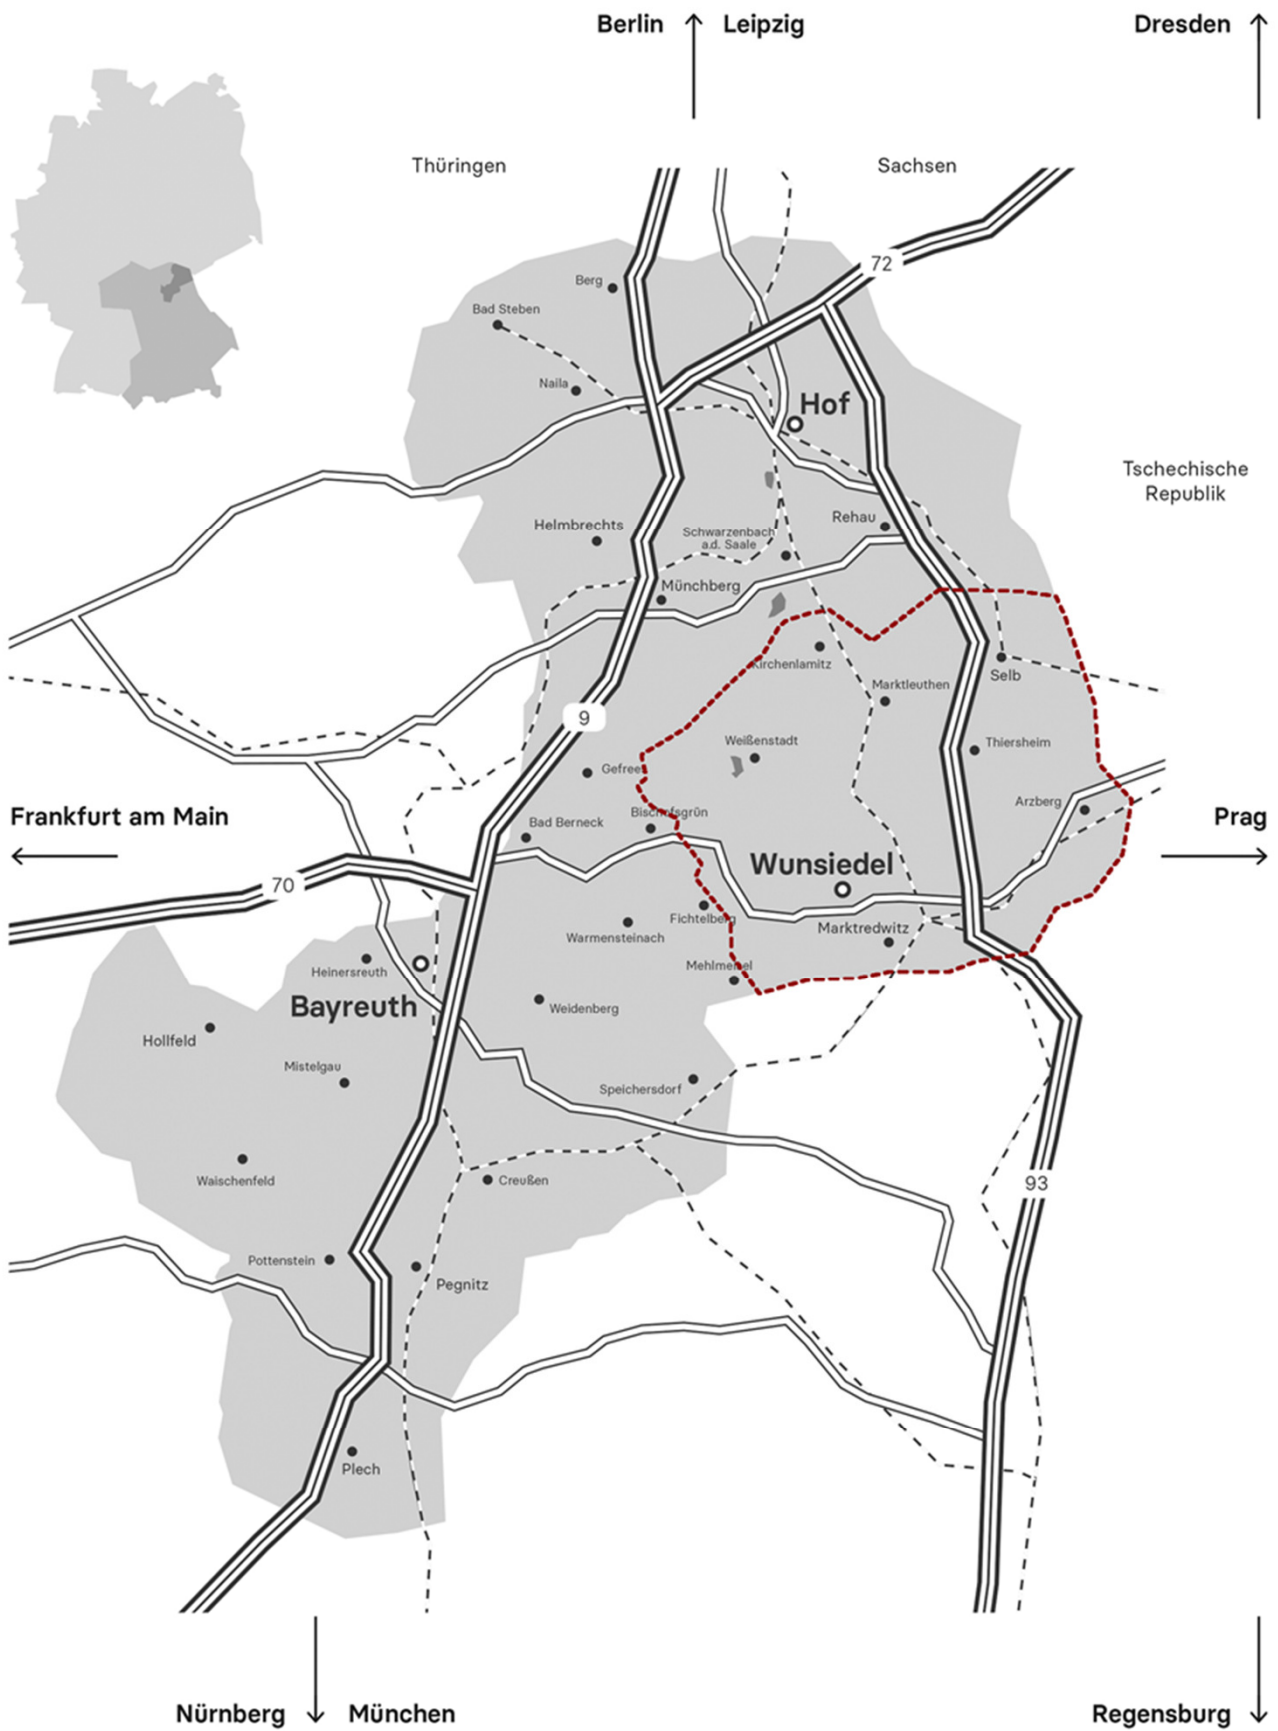 Berlin
Leipzig
Dresden
Thüringen
Sachsen
72
Berg
Bad Steben
Naila
Hof
Tschechische
Republik
Helmbrechts
Schwarzenbach
a.d. Saale
Rehau
Münchberg
Kirchenlamitz
Selb
Marktleuthen
9
Weißenstadt
Thiersheim
Gefrees
Arzberg
Bischofsgrün
Frankfurt am Main
Bad Berneck
Prag
Wunsiedel
70
Fichtelberg
Marktredwitz
Warmensteinach
Mehlmeisel
Heinersreuth
Bayreuth
Weidenberg
Hollfeld
Mistelgau
Speichersdorf
Waischenfeld
Creußen
93
Pottenstein
Pegnitz
Plech
Nürnberg
München
Regensburg